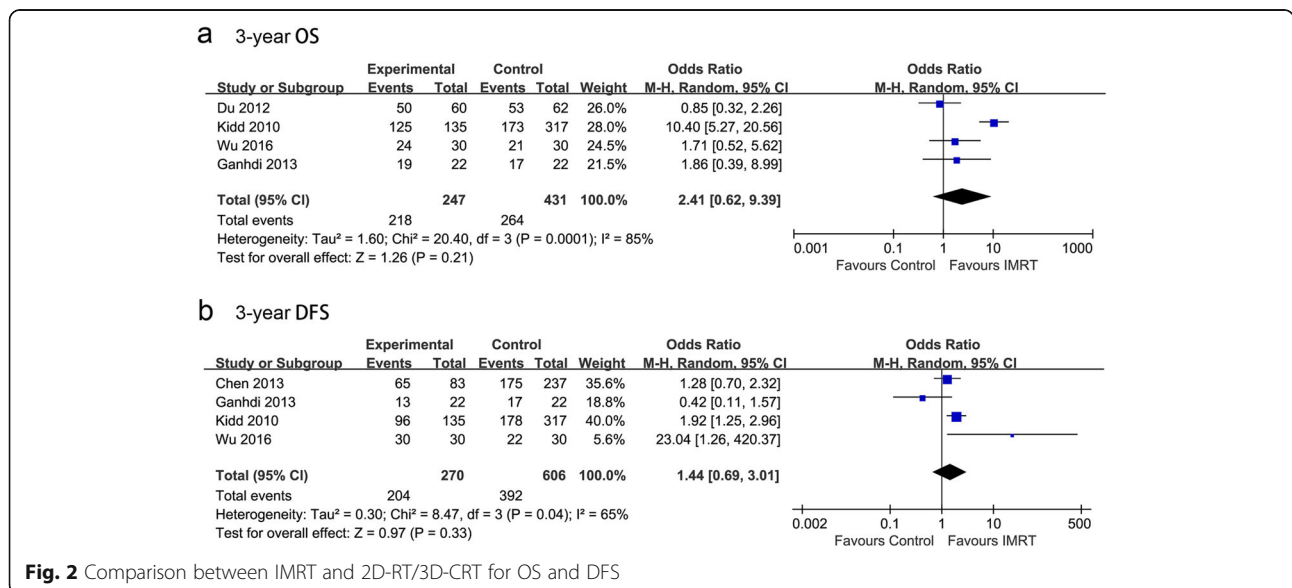 a 3-year OS
Experimental Control Odds Ratio Odds Ratio
Study or Subgroup Events Total Events Total Weight M-H, Random, 95% CI M-H, Random, 95% CI
Du 2012 50 60 53 62 26.0% 0.85 [0.32, 2.26]
Kidd 2010 125 135 173 317 28.0% 10.40 [5.27, 20.56]
Wu 2016 24 30 21 30 24.5% 1.71 [0.52, 5.62]
Ganhdi 2013 19 22 17 22 21.5% 1.86 [0.39, 8.99]
Total (95% CI) 247 431 100.0% 2.41 [0.62, 9.39]
Total events 218 264
Heterogeneity: Tau² = 1.60; Chi² = 20.40, df = 3 (P = 0.0001); I² = 85%
Test for overall effect: Z = 1.26 (P = 0.21)
0.001 0.1 1 10 1000
Favours Control Favours IMRT
b 3-year DFS
Experimental Control Odds Ratio Odds Ratio
Study or Subgroup Events Total Events Total Weight M-H, Random, 95% CI M-H, Random, 95% CI
Chen 2013 65 83 175 237 35.6% 1.28 [0.70, 2.32]
Ganhdi 2013 13 22 17 22 18.8% 0.42 [0.11, 1.57]
Kidd 2010 96 135 178 317 40.0% 1.92 [1.25, 2.96]
Wu 2016 30 30 22 30 5.6% 23.04 [1.26, 420.37]
Total (95% CI) 270 606 100.0% 1.44 [0.69, 3.01]
Total events 204 392
Heterogeneity: Tau² = 0.30; Chi² = 8.47, df = 3 (P = 0.04); I² = 65%
Test for overall effect: Z = 0.97 (P = 0.33)
0.002 0.1 1 10 500
Favours Control Favours IMRT
Fig. 2 Comparison between IMRT and 2D-RT/3D-CRT for OS and DFS